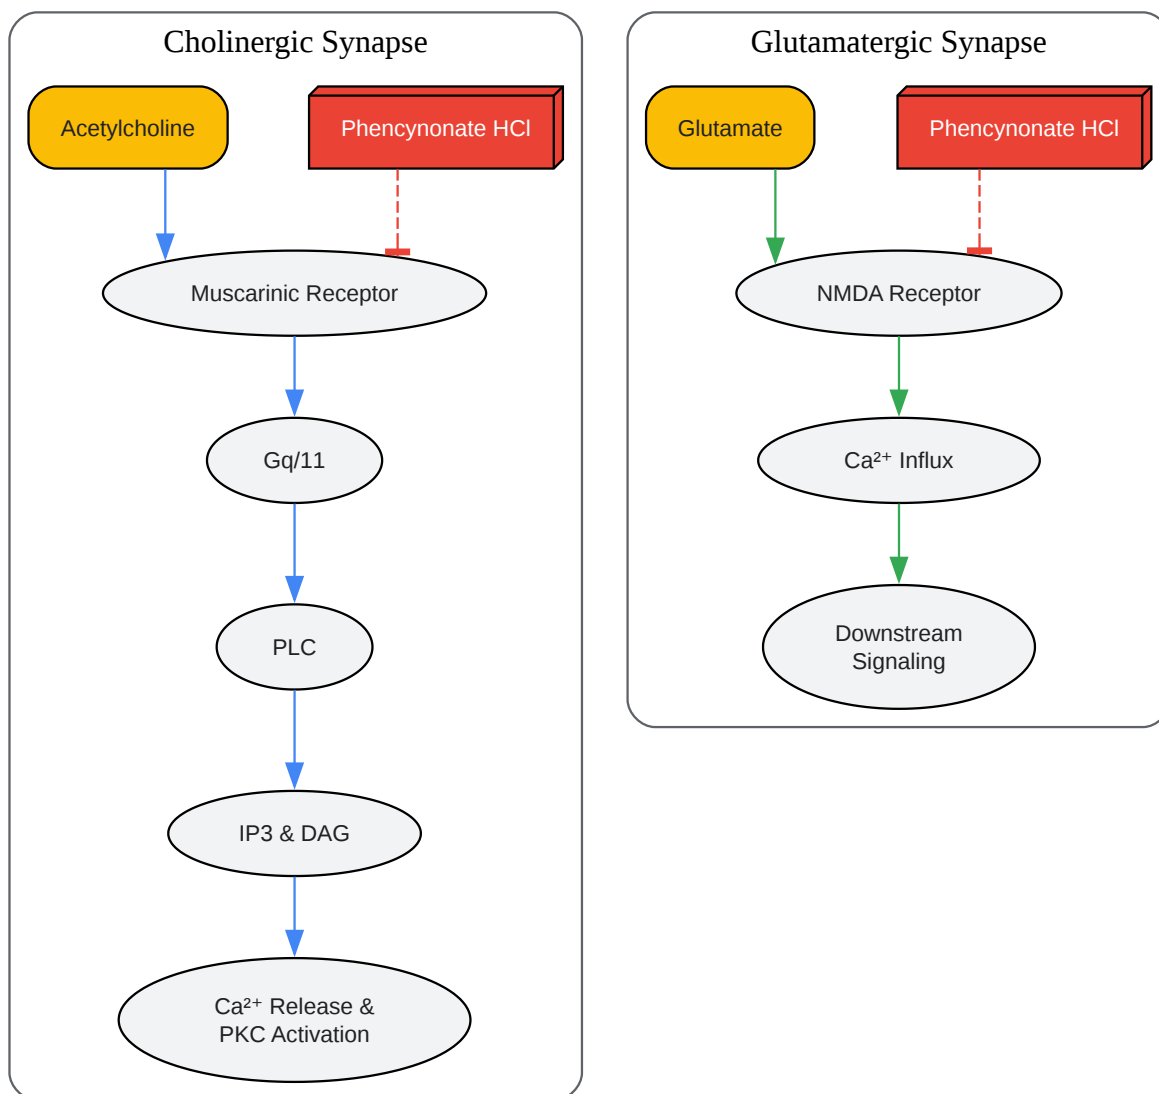 Cholinergic Synapse
Acetylcholine
Phencynonate HCl
Muscarinic Receptor
Gq/11
PLC
IP3 & DAG
Ca²⁺ Release &
PKC Activation
Glutamatergic Synapse
Glutamate
Phencynonate HCl
NMDA Receptor
Ca²⁺ Influx
Downstream
Signaling